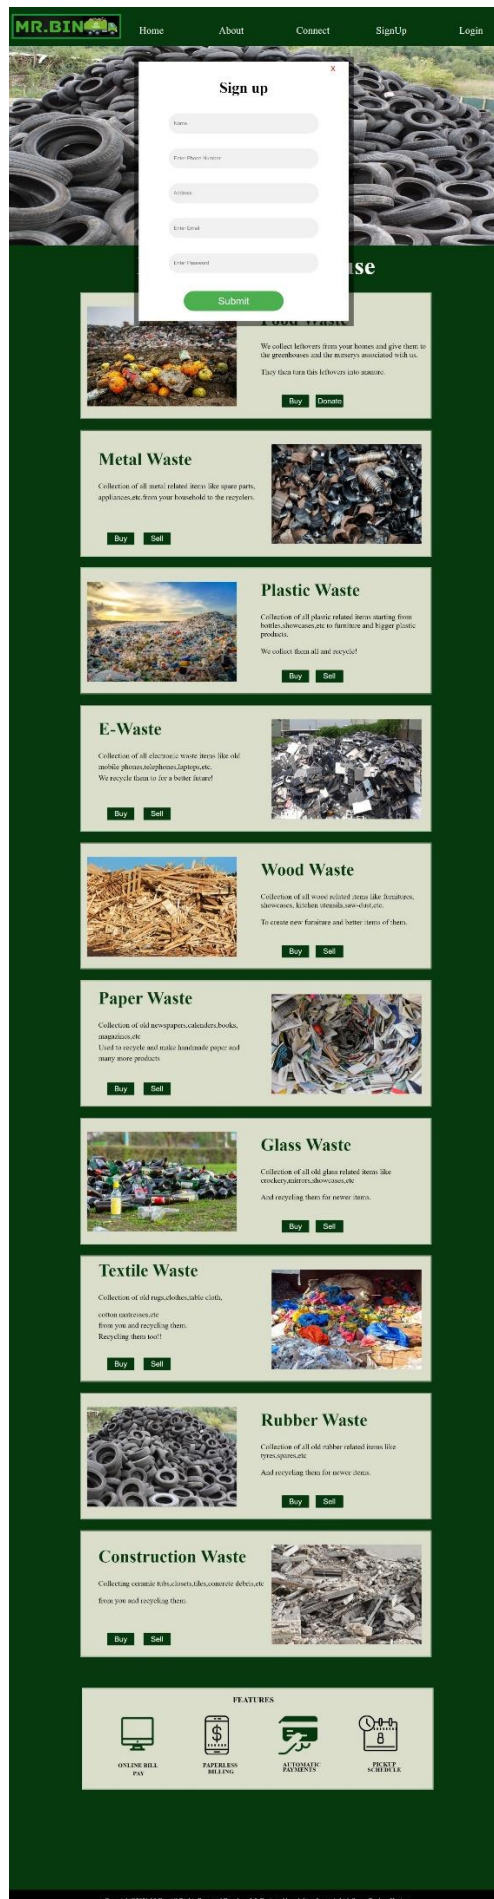 MR.BIN
Home About Connect SignUp Login
x
Sign up
Name
Enter Phone Number
Address
Enter Email
Enter Password
Submit
Food Waste
We collect leftovers from your homes and give them to
the greenhouses and the nurserys associated with us.
They then turn this leftovers into manure.
Buy Donate
Metal Waste
Collection of all metal related items like spare parts,
appliances,etc.from your household to the recyclers.
Buy Sell
Plastic Waste
Collection of all plastic related items starting from
bottles,showcases,etc to furniture and bigger plastic
products.
We collect them all and recycle!
Buy Sell
E-Waste
Collection of all electronic waste items like old
mobile phones,telephones,laptops,etc.
We recycle them to for a better future!
Buy Sell
Wood Waste
Collection of all wood related items like furnitures,
showcases, kitchen utensils,saw-dust,etc.
To create new furniture and better items of them.
Buy Sell
Paper Waste
Collection of old newspapers,calenders,books,
magazines,etc
Used to recycle and make handmade paper and
many more products
Buy Sell
Glass Waste
Collection of all old glass related items like
crockery,mirrors,showcases,etc
And recycling them for newer items.
Buy Sell
Textile Waste
Collection of old rugs,clothes,table cloth,
cotton matresses,etc
from you and recycling them.
Recycling them too!!
Buy Sell
Rubber Waste
Collection of all old rubber related items like
tyres,spares,etc
And recycling them for newer items.
Buy Sell
Construction Waste
Collecting ceramic tubs,closets,tiles,concrete debris,etc
from you and recycling them.
Buy Sell
FEATURES
ONLINE BILL
PAY
PAPERLESS
BILLING
AUTOMATIC
PAYMENTS
PICKUP
SCHEDULE